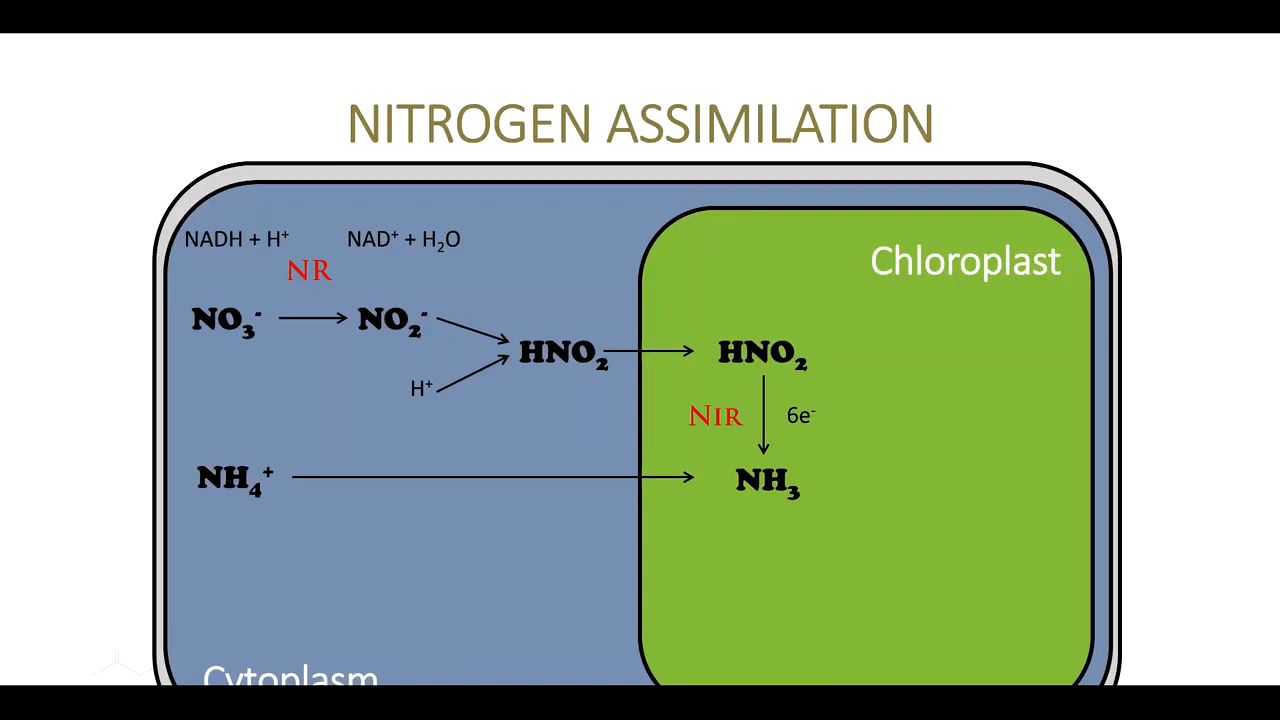 NITROGEN ASSIMILATION
NADH + H⁺ NAD⁺ + H₂O
NR
Chloroplast
NO₃⁻ NO₂⁻
HNO₂ HNO₂
H⁺
NIR 6e⁻
NH₄⁺ NH₃
Cytoplasm